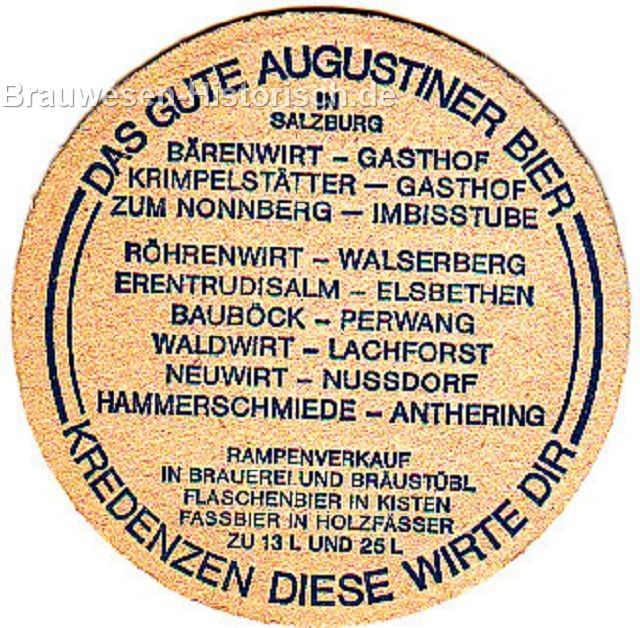 DAS GUTE AUGUSTINER BIER
Brauwesen-Historisch.de
IN
SALZBURG
BÄRENWIRT – GASTHOF
KRIMPELSTÄTTER – GASTHOF
ZUM NONNBERG – IMBISSTUBE
RÖHRENWIRT – WALSERBERG
ERENTRUDISALM – ELSBETHEN
BAUBÖCK – PERWANG
WALDWIRT – LACHFORST
NEUWIRT – NUSSDORF
HAMMERSCHMIEDE – ANTHERING
RAMPENVERKAUF
IN BRAUEREI UND BRÄUSTÜBL
FLASCHENBIER IN KISTEN
FASSBIER IN HOLZFÄSSER
ZU 13 L UND 25 L
KREDENZEN DIESE WIRTE DIR